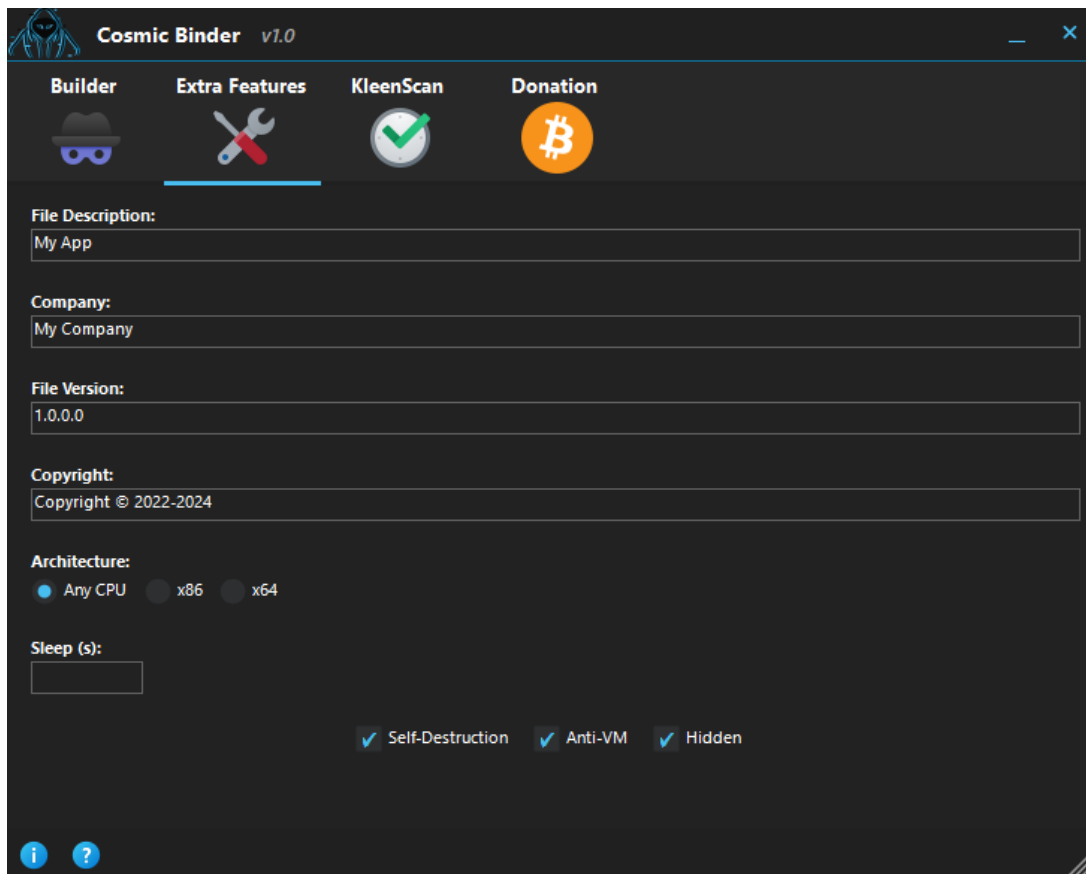 Cosmic Binder v1.0
Builder Extra Features KleenScan Donation
File Description:
My App
Company:
My Company
File Version:
1.0.0.0
Copyright:
Copyright © 2022-2024
Architecture:
Any CPU x86 x64
Sleep (s):
Self-Destruction Anti-VM Hidden